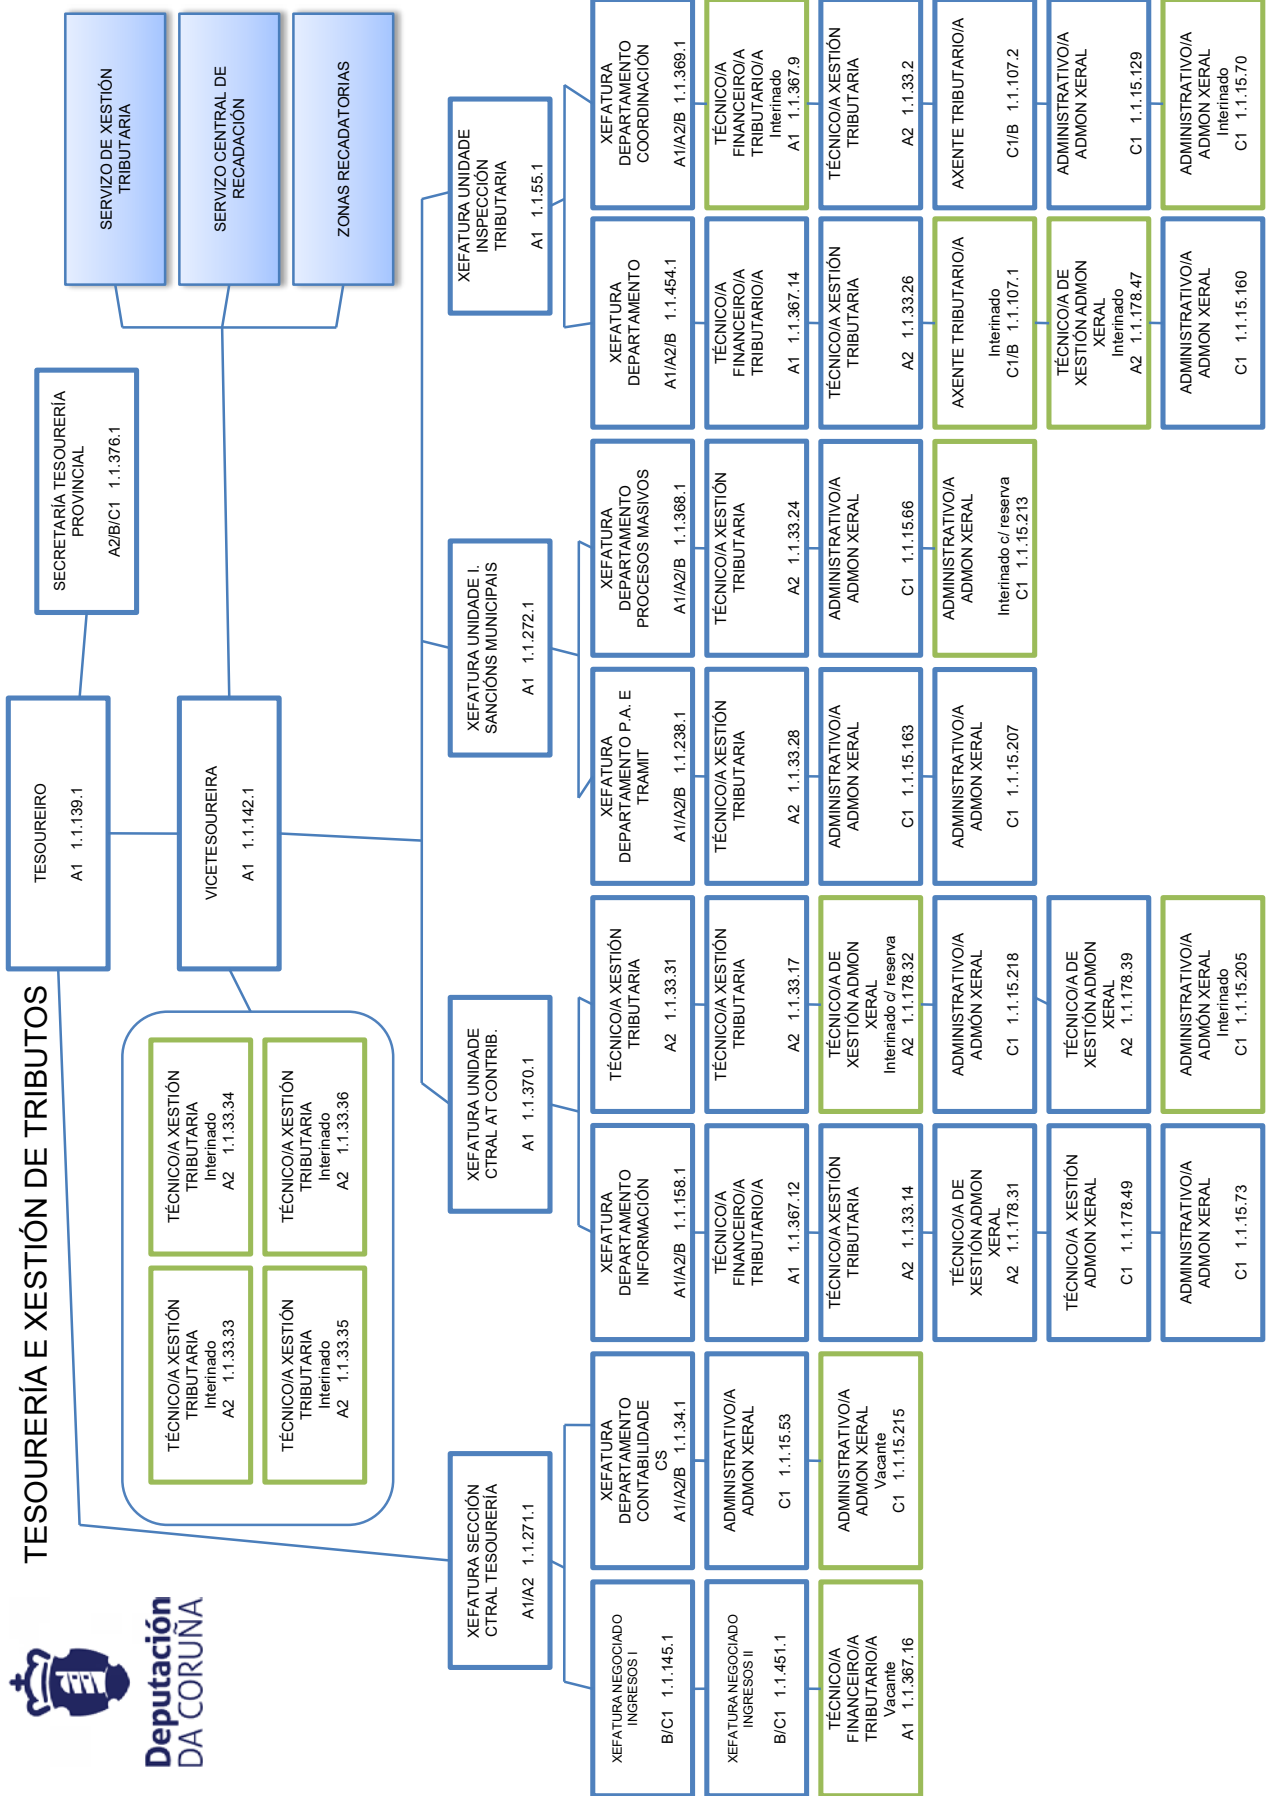 Deputación
DA CORUÑA
TESOURERÍA E XESTIÓN DE TRIBUTOS
TESOUREIRO
A1 1.1.139.1
SECRETARÍA TESOURERÍA
PROVINCIAL
A2/B/C1 1.1.376.1
VICETESOUREIRA
A1 1.1.142.1
SERVIZO DE XESTIÓN
TRIBUTARIA
SERVIZO CENTRAL DE
RECADACIÓN
ZONAS RECADATORIAS
TÉCNICO/A XESTIÓN
TRIBUTARIA
Interinado
A2 1.1.33.33
TÉCNICO/A XESTIÓN
TRIBUTARIA
Interinado
A2 1.1.33.34
TÉCNICO/A XESTIÓN
TRIBUTARIA
Interinado
A2 1.1.33.35
TÉCNICO/A XESTIÓN
TRIBUTARIA
Interinado
A2 1.1.33.36
XEFATURA SECCIÓN
CTRAL TESOURERÍA
A1/A2 1.1.271.1
XEFATURA NEGOCIADO
INGRESOS I
B/C1 1.1.145.1
XEFATURA NEGOCIADO
INGRESOS II
B/C1 1.1.451.1
TÉCNICO/A
FINANCEIRO/A
TRIBUTARIO/A
Vacante
A1 1.1.367.16
XEFATURA
DEPARTAMENTO
CONTABILIDADE
CS
A1/A2/B 1.1.34.1
ADMINISTRATIVO/A
ADMON XERAL
C1 1.1.15.53
ADMINISTRATIVO/A
ADMON XERAL
Vacante
C1 1.1.15.215
XEFATURA UNIDADE
CTRAL AT CONTRIB.
A1 1.1.370.1
XEFATURA
DEPARTAMENTO
INFORMACIÓN
A1/A2/B 1.1.158.1
TÉCNICO/A
FINANCEIRO/A
TRIBUTARIO/A
A1 1.1.367.12
TÉCNICO/A XESTIÓN
TRIBUTARIA
A2 1.1.33.14
TÉCNICO/A DE
XESTIÓN ADMON
XERAL
A2 1.1.178.31
TÉCNICO/A XESTIÓN
ADMON XERAL
C1 1.1.178.49
ADMINISTRATIVO/A
ADMON XERAL
C1 1.1.15.73
TÉCNICO/A XESTIÓN
TRIBUTARIA
A2 1.1.33.31
TÉCNICO/A XESTIÓN
TRIBUTARIA
A2 1.1.33.17
TÉCNICO/A DE
XESTIÓN ADMON
XERAL
Interinado c/ reserva
A2 1.1.178.32
ADMINISTRATIVO/A
ADMÓN XERAL
C1 1.1.15.218
TÉCNICO/A DE
XESTIÓN ADMON
XERAL
A2 1.1.178.39
ADMINISTRATIVO/A
ADMÓN XERAL
Interinado
C1 1.1.15.205
XEFATURA UNIDADE I.
SANCIÓNS MUNICIPAIS
A1 1.1.272.1
XEFATURA
DEPARTAMENTO P.A. E
TRAMIT
A1/A2/B 1.1.238.1
TÉCNICO/A XESTIÓN
TRIBUTARIA
A2 1.1.33.28
ADMINISTRATIVO/A
ADMON XERAL
C1 1.1.15.163
ADMINISTRATIVO/A
ADMON XERAL
C1 1.1.15.207
XEFATURA
DEPARTAMENTO
PROCESOS MASIVOS
A1/A2/B 1.1.368.1
TÉCNICO/A XESTIÓN
TRIBUTARIA
A2 1.1.33.24
ADMINISTRATIVO/A
ADMON XERAL
C1 1.1.15.66
ADMINISTRATIVO/A
ADMON XERAL
Interinado c/ reserva
C1 1.1.15.213
XEFATURA UNIDADE
INSPECCIÓN
TRIBUTARIA
A1 1.1.55.1
XEFATURA
DEPARTAMENTO
A1/A2/B 1.1.454.1
TÉCNICO/A
FINANCEIRO/A
TRIBUTARIO/A
A1 1.1.367.14
TÉCNICO/A XESTIÓN
TRIBUTARIA
A2 1.1.33.26
AXENTE TRIBUTARIO/A
Interinado
C1/B 1.1.107.1
TÉCNICO/A DE
XESTIÓN ADMON
XERAL
Interinado
A2 1.1.178.47
ADMINISTRATIVO/A
ADMON XERAL
C1 1.1.15.160
XEFATURA
DEPARTAMENTO
COORDINACIÓN
A1/A2/B 1.1.369.1
TÉCNICO/A
FINANCEIRO/A
TRIBUTARIO/A
Interinado
A1 1.1.367.9
TÉCNICO/A XESTIÓN
TRIBUTARIA
A2 1.1.33.2
AXENTE TRIBUTARIO/A
C1/B 1.1.107.2
ADMINISTRATIVO/A
ADMON XERAL
C1 1.1.15.129
ADMINISTRATIVO/A
ADMON XERAL
Interinado
C1 1.1.15.70